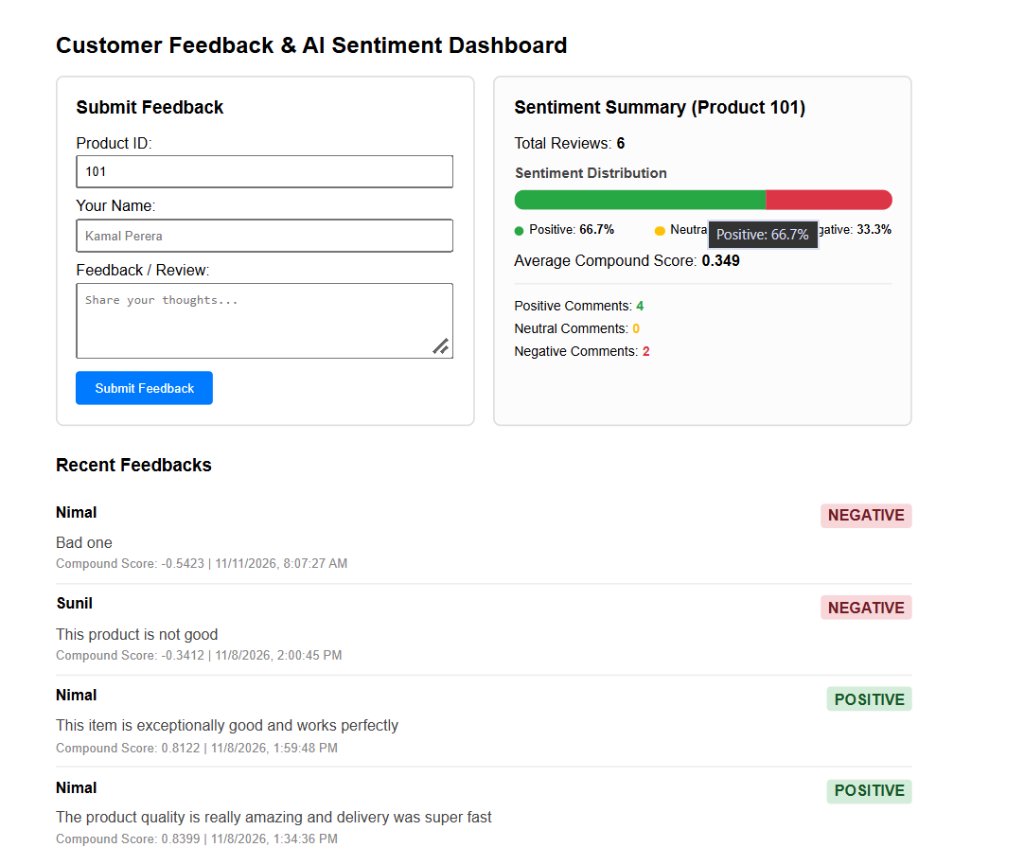 Customer Feedback & AI Sentiment Dashboard
Submit Feedback
Product ID:
101
Your Name:
Kamal Perera
Feedback / Review:
Share your thoughts...
Submit Feedback
Sentiment Summary (Product 101)
Total Reviews: 6
Sentiment Distribution
Positive: 66.7%
Positive: 66.7%
33.3%
Average Compound Score: 0.349
Positive Comments: 4
Neutral Comments: 0
Negative Comments: 2
Recent Feedbacks
Nimal
NEGATIVE
Bad one
Compound Score: -0.5423 | 11/11/2026, 8:07:27 AM
Sunil
NEGATIVE
This product is not good
Compound Score: -0.3412 | 11/8/2026, 2:00:45 PM
Nimal
POSITIVE
This item is exceptionally good and works perfectly
Compound Score: 0.8122 | 11/8/2026, 1:59:48 PM
Nimal
POSITIVE
The product quality is really amazing and delivery was super fast
Compound Score: 0.8399 | 11/8/2026, 1:34:36 PM